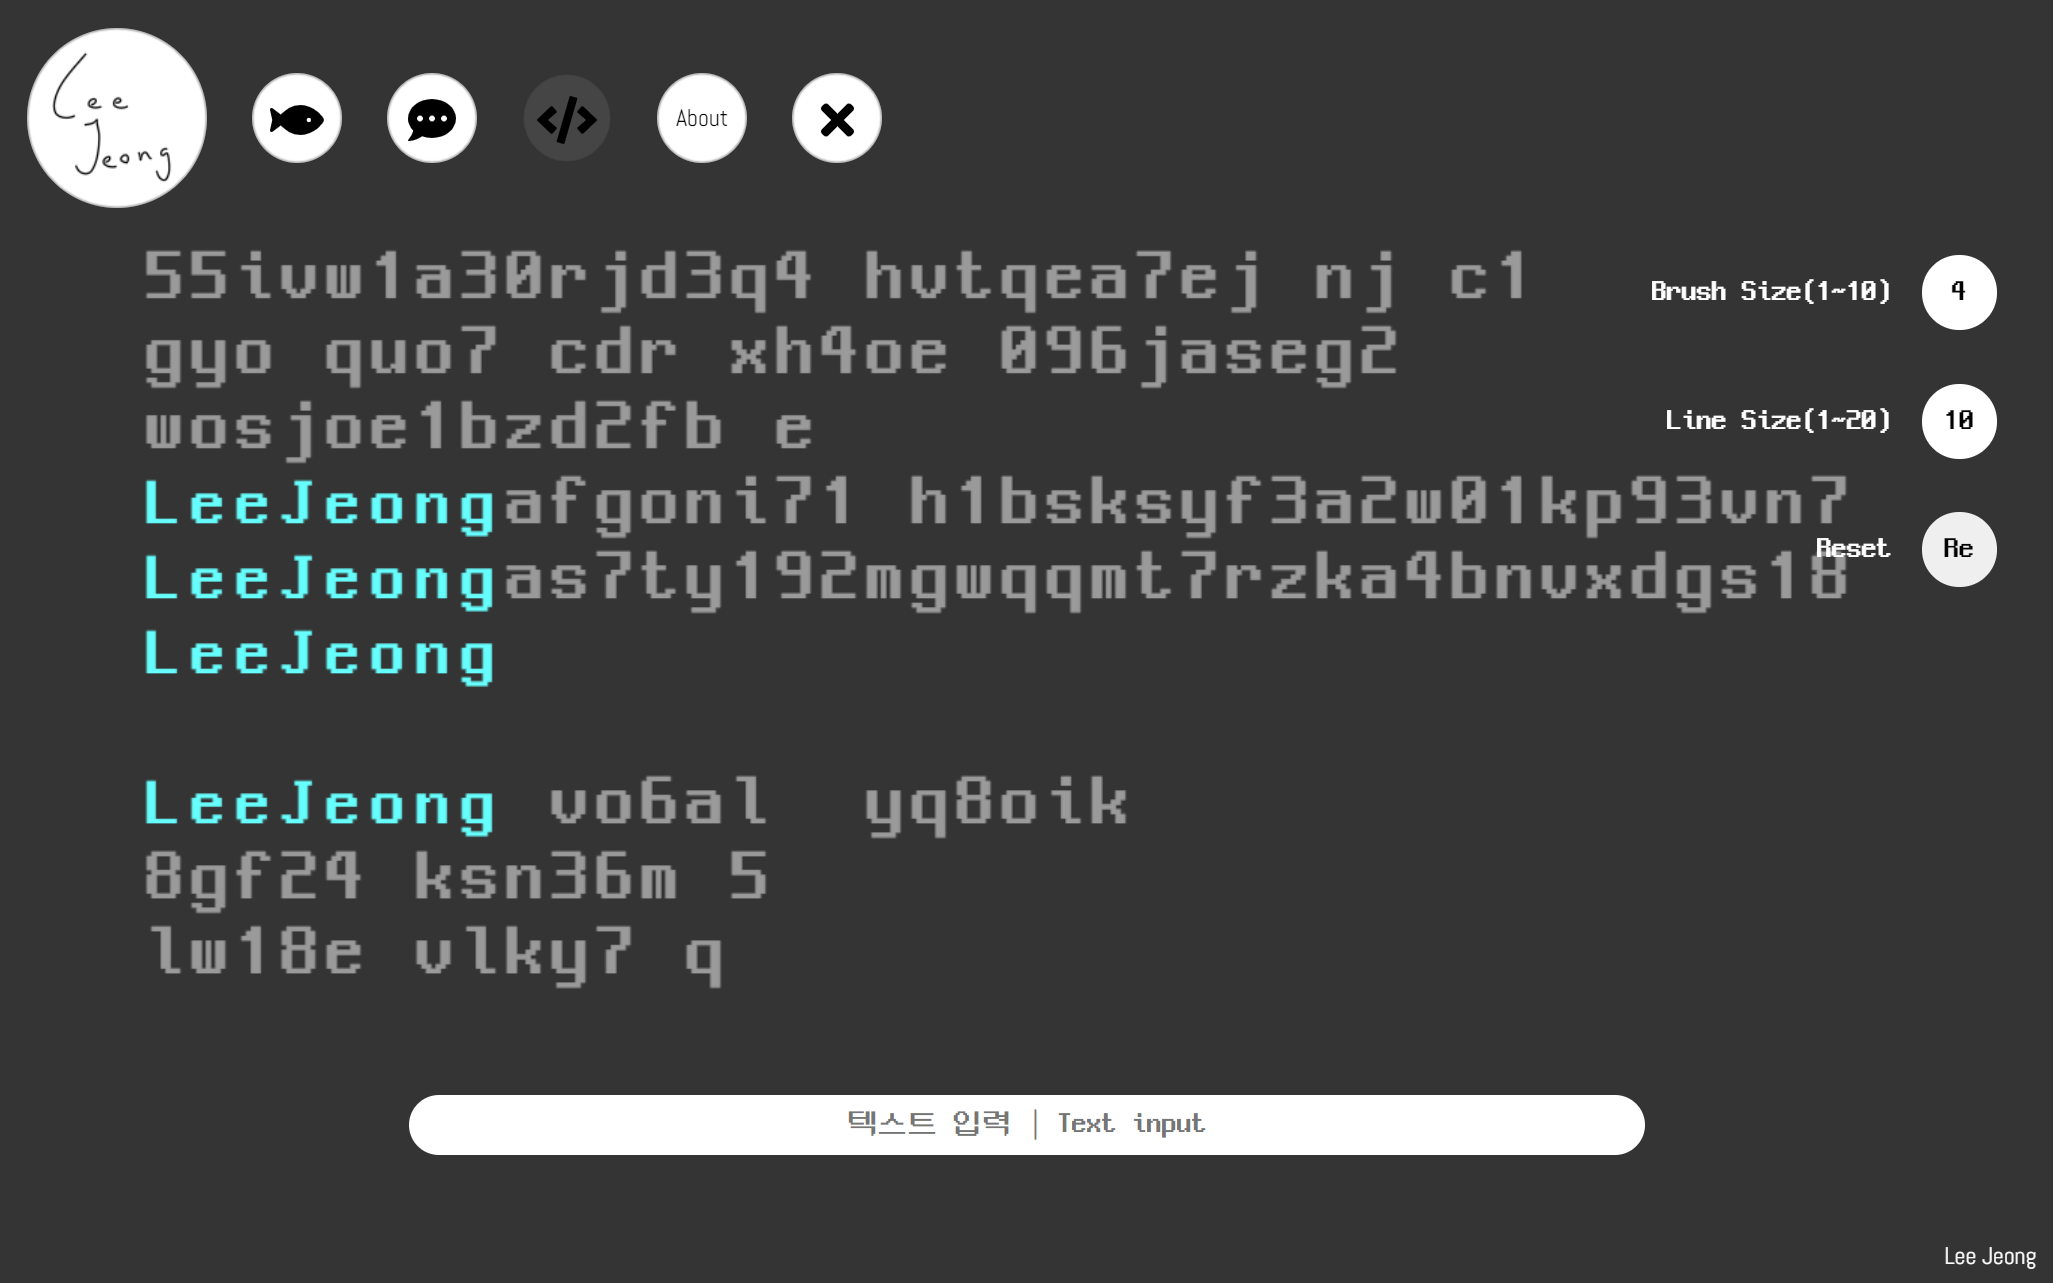 Lee
Jeong
About
55ivw1a30rjd3q4 hvtqea7ej nj c1
gyo quo7 cdr xh4oe 096jaseg2
wosjoe1bzd2fb e
LeeJeongafgoni71 h1bsksyf3a2w01kp93vn7
LeeJeongas7ty192mgwqqmt7rzka4bnvxdgs18
LeeJeong
LeeJeong vo6al  yq8oik
8gf24 ksn36m 5
lw18e vlky7 q
Brush Size(1~10) 4
Line Size(1~20) 10
Reset Re
텍스트 입력 | Text input
Lee Jeong